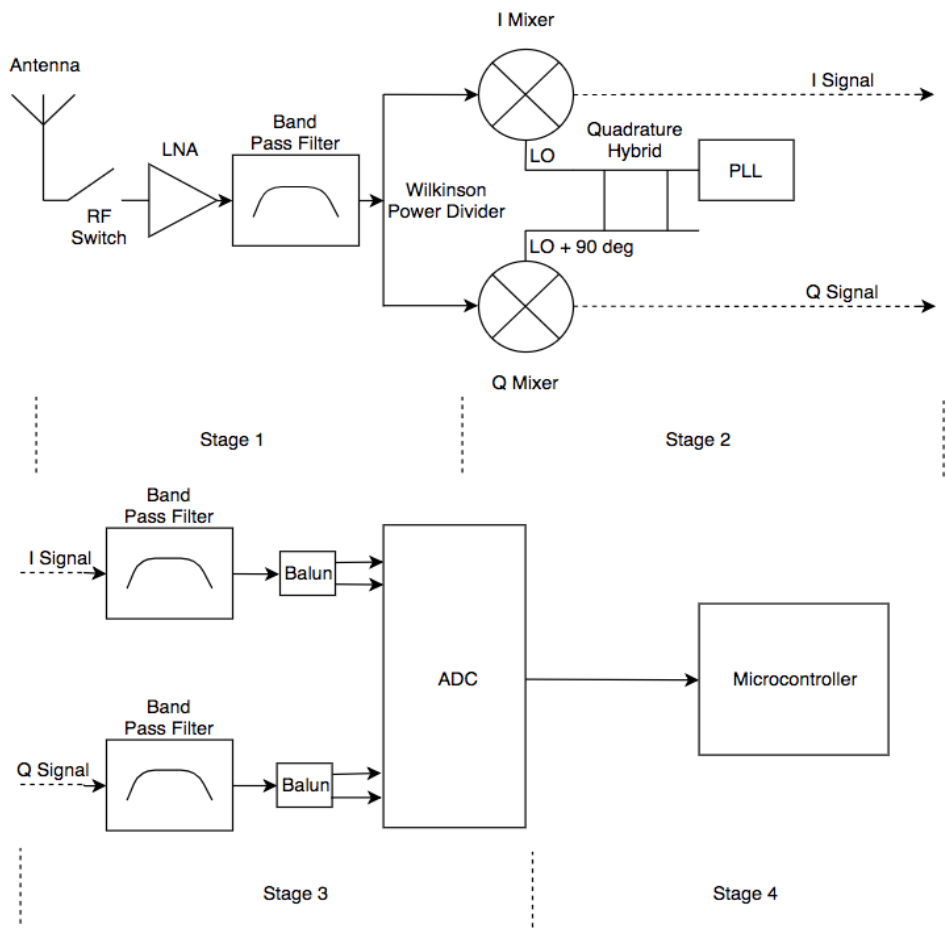 I Mixer
Antenna
I Signal
Band
Pass Filter
Quadrature
Hybrid
LNA
LO
PLL
Wilkinson
Power Divider
RF
Switch
LO + 90 deg
Q Signal
Q Mixer
Stage 1
Stage 2
Band
Pass Filter
I Signal
Balun
ADC
Microcontroller
Band
Pass Filter
Q Signal
Balun
Stage 3
Stage 4